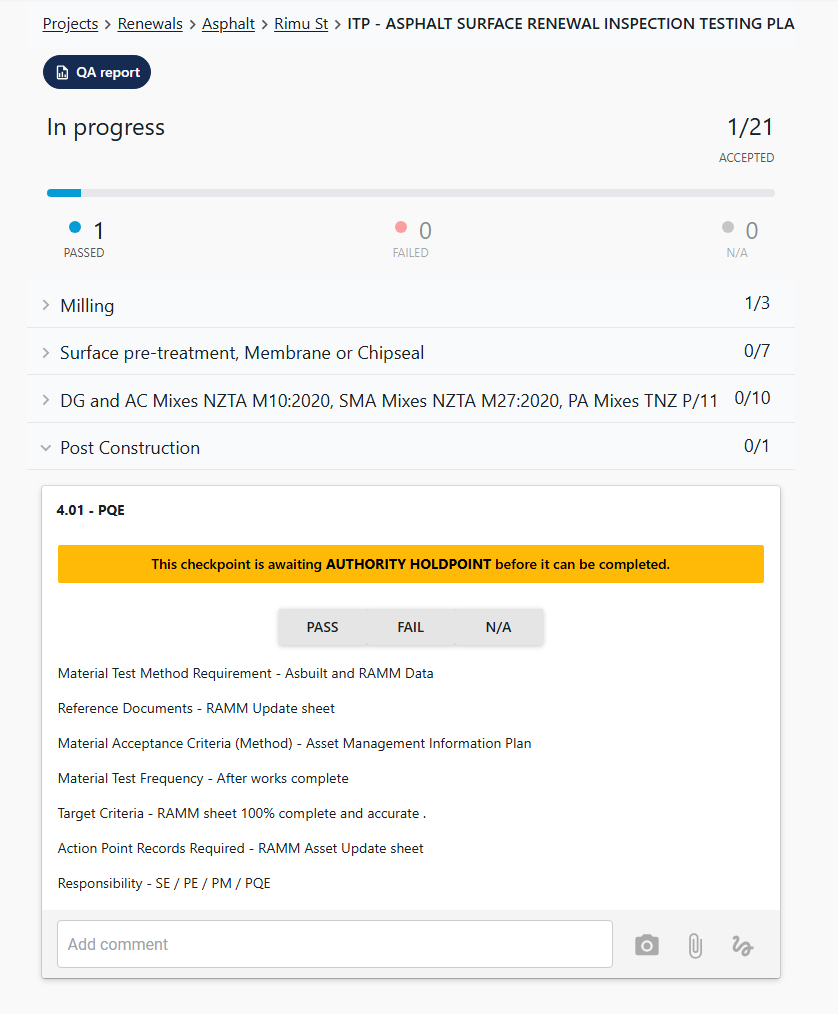 Projects > Renewals > Asphalt > Rimu St > ITP - ASPHALT SURFACE RENEWAL INSPECTION TESTING PLA
QA report
In progress 1/21
ACCEPTED
1 0 0
PASSED FAILED N/A
Milling 1/3
Surface pre-treatment, Membrane or Chipseal 0/7
DG and AC Mixes NZTA M10:2020, SMA Mixes NZTA M27:2020, PA Mixes TNZ P/11 0/10
Post Construction 0/1
4.01 - PQE
This checkpoint is awaiting AUTHORITY HOLDPOINT before it can be completed.
PASS FAIL N/A
Material Test Method Requirement - Asbuilt and RAMM Data
Reference Documents - RAMM Update sheet
Material Acceptance Criteria (Method) - Asset Management Information Plan
Material Test Frequency - After works complete
Target Criteria - RAMM sheet 100% complete and accurate .
Action Point Records Required - RAMM Asset Update sheet
Responsibility - SE / PE / PM / PQE
Add comment